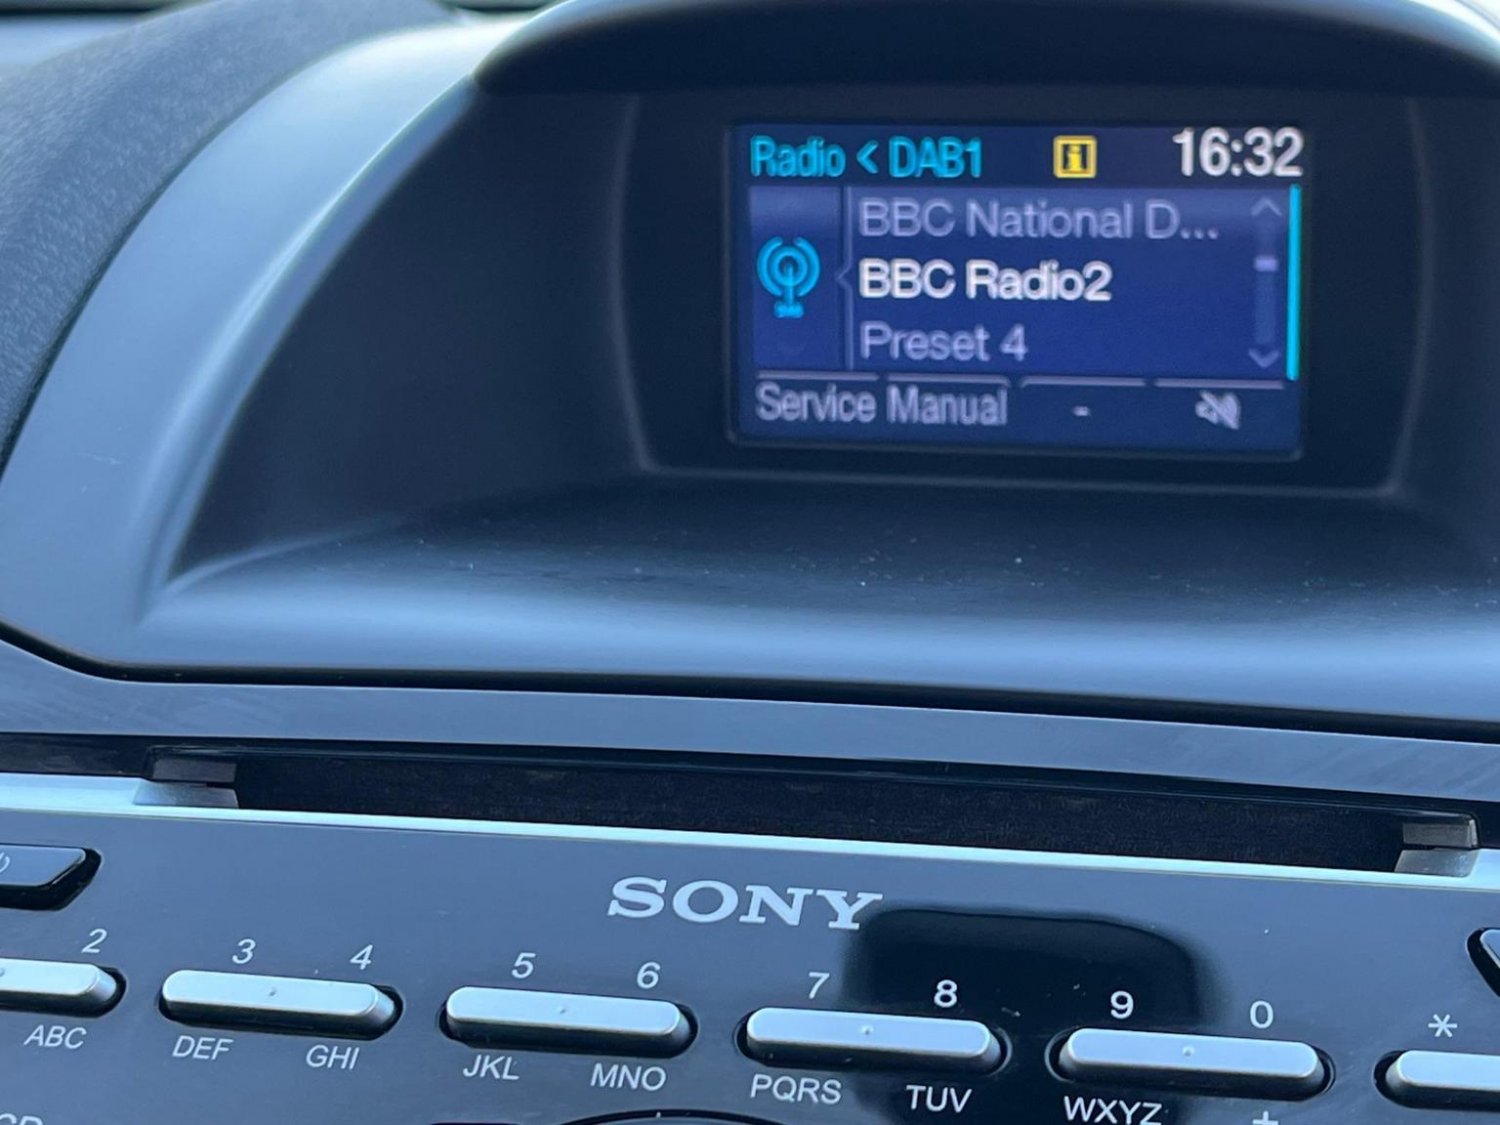 Radio < DAB1 i 16:32
BBC National D...
BBC Radio2
Preset 4
Service Manual -
SONY
2 3 4 5 6 7 8 9 0 *
ABC DEF GHI JKL MNO PQRS TUV WXYZ +